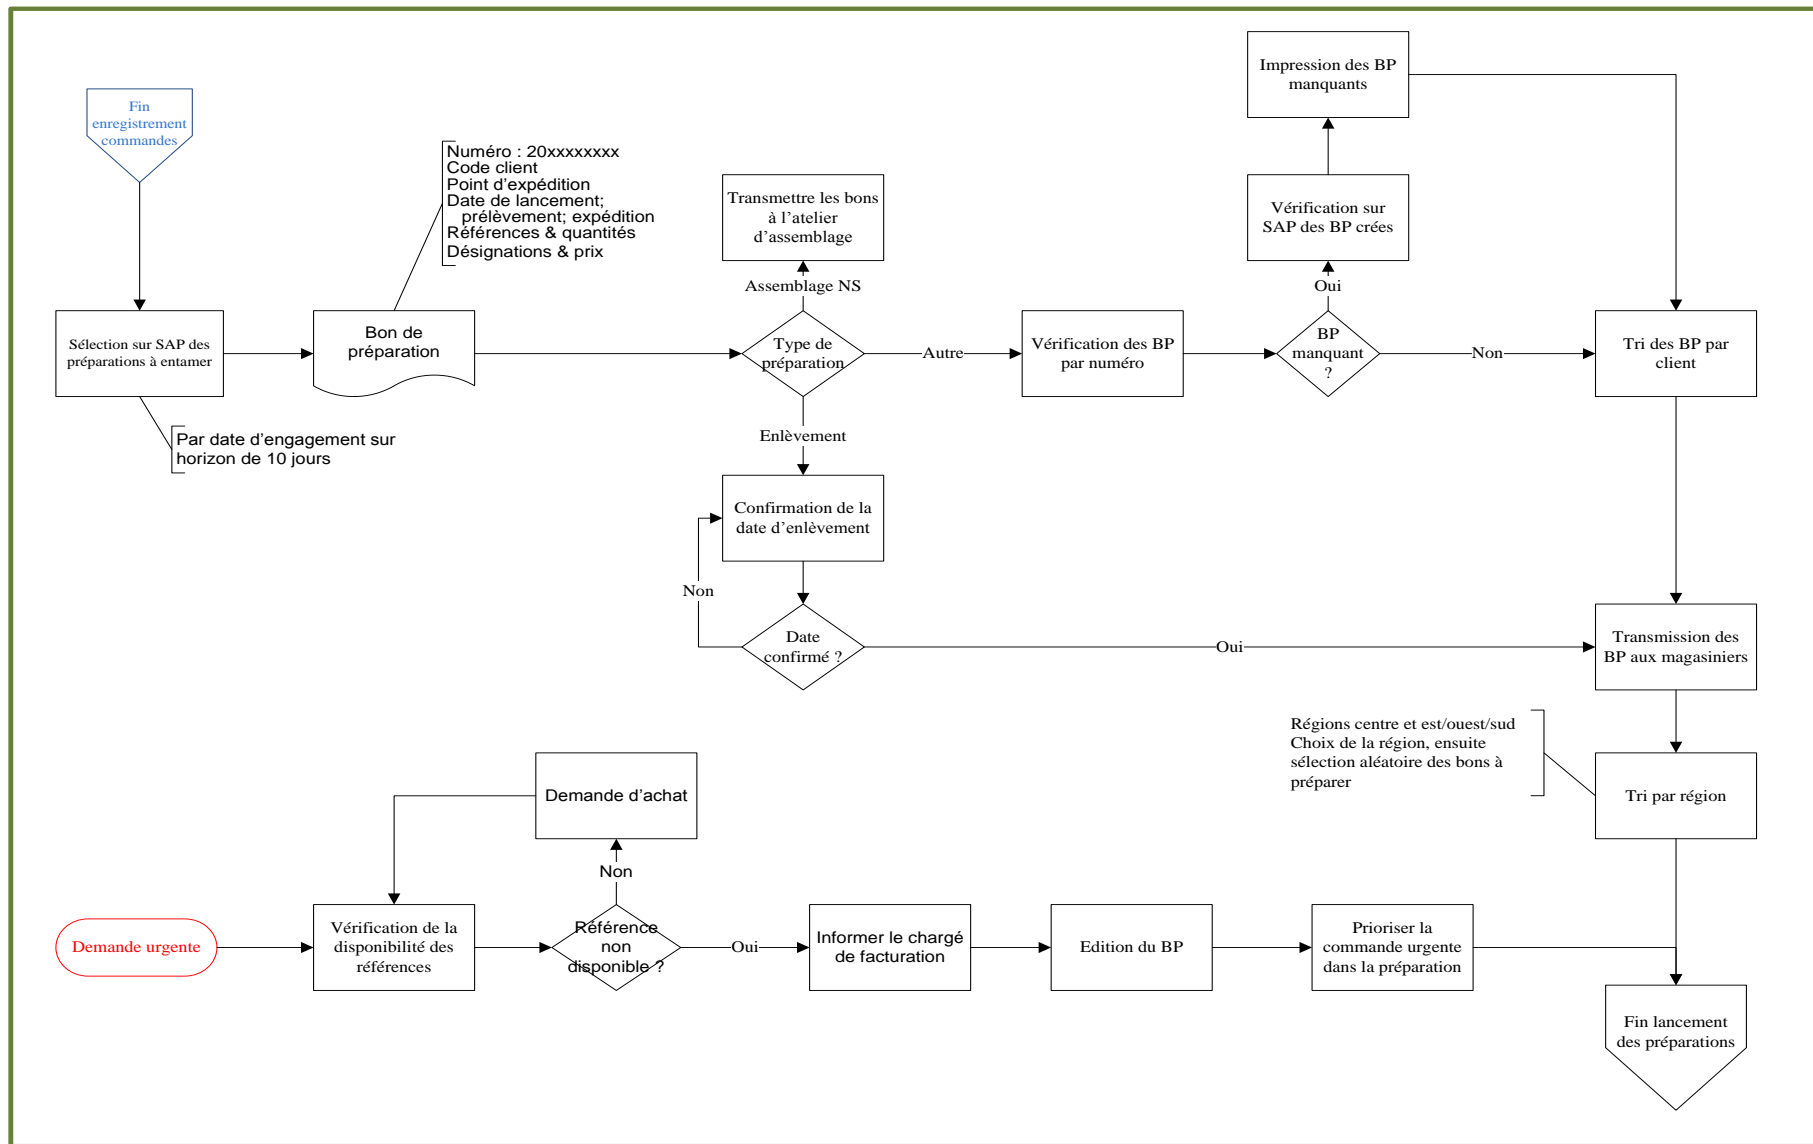 Impression des BP
manquants
Fin
enregistrement
commandes
Numéro : 20xxxxxxxx
Code client
Point d'expédition
Date de lancement;
prélèvement; expédition
Références & quantités
Désignations & prix
Transmettre les bons
à l'atelier
d'assemblage
Vérification sur
SAP des BP crées
Assemblage NS
Oui
Sélection sur SAP des
préparations à entamer
Bon de
préparation
Type de
préparation
Autre
Vérification des BP
par numéro
BP
manquant
?
Non
Tri des BP par
client
Par date d'engagement sur
horizon de 10 jours
Enlèvement
Confirmation de la
date d'enlèvement
Non
Date
confirmé ?
Oui
Transmission des
BP aux magasiniers
Régions centre et est/ouest/sud
Choix de la région, ensuite
sélection aléatoire des bons à
préparer
Tri par région
Demande d'achat
Non
Demande urgente
Vérification de la
disponibilité des
références
Référence
non
disponible ?
Oui
Informer le chargé
de facturation
Edition du BP
Prioriser la
commande urgente
dans la préparation
Fin lancement
des préparations